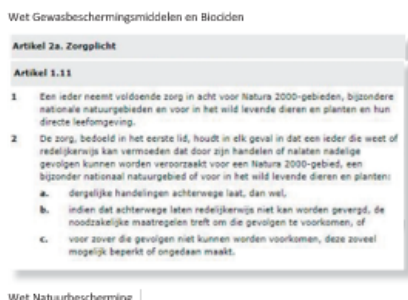 Wet Gewasbeschermingsmiddelen en Biociden
Artikel 2a. Zorgplicht
Artikel 1.11
1 Een ieder neemt voldoende zorg in acht voor Natura 2000-gebieden, bijzondere
nationale natuurgebieden en voor in het wild levende dieren en planten en hun
directe leefomgeving.
2 De zorg, bedoeld in het eerste lid, houdt in elk geval in dat een ieder die weet of
redelijkerwijs kan vermoeden dat door zijn handelen of nalaten nadelige
gevolgen kunnen worden veroorzaakt voor een Natura 2000-gebied, een
bijzonder nationaal natuurgebied of voor in het wild levende dieren en planten:
a. dergelijke handelingen achterwege laat, dan wel,
b. indien dat achterwege laten redelijkerwijs niet kan worden gevergd, de
noodzakelijke maatregelen treft om die gevolgen te voorkomen, of
c. voor zover die gevolgen niet kunnen worden voorkomen, deze zoveel
mogelijk beperkt of ongedaan maakt.
Wet Natuurbescherming